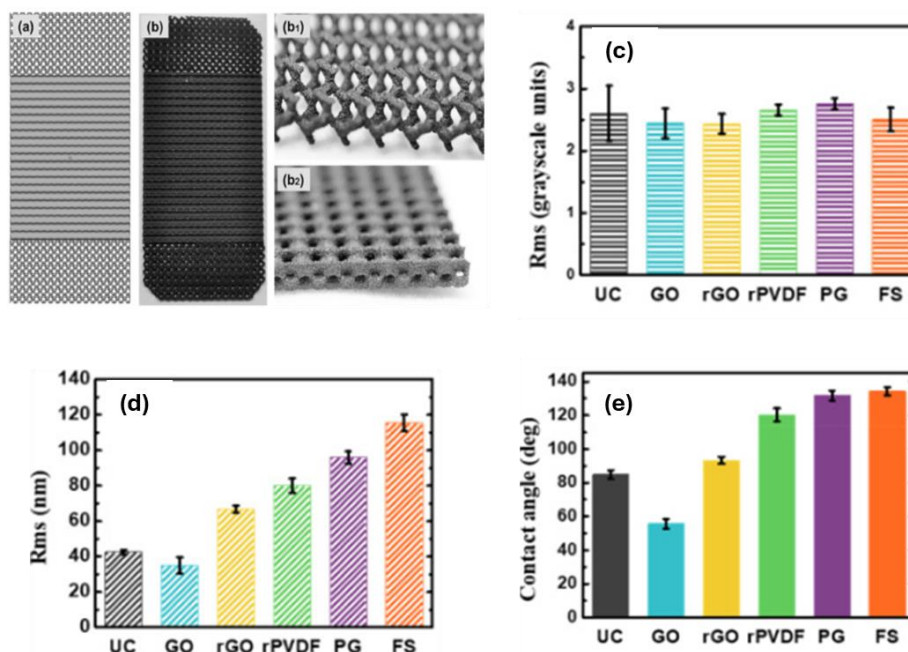 (a)
(b)
(b1)
(b2)
(c)
Rms (grayscale units)
4
3
2
1
0
UC GO rGO rPVDF PG FS
(d)
Rms (nm)
140
120
100
80
60
40
20
0
UC GO rGO rPVDF PG FS
(e)
Contact angle (deg)
140
120
100
80
60
40
20
0
UC GO rGO rPVDF PG FS